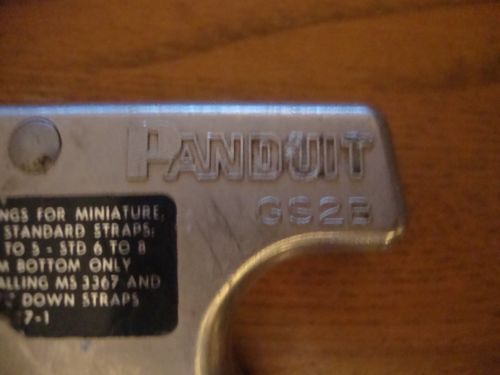 PANDUIT
GS2B
NGS FOR MINIATURE,
STANDARD STRAPS:
TO 5 - STD 6 TO 8
M BOTTOM ONLY
ALLING MS 3367 AND
DOWN STRAPS
7-1